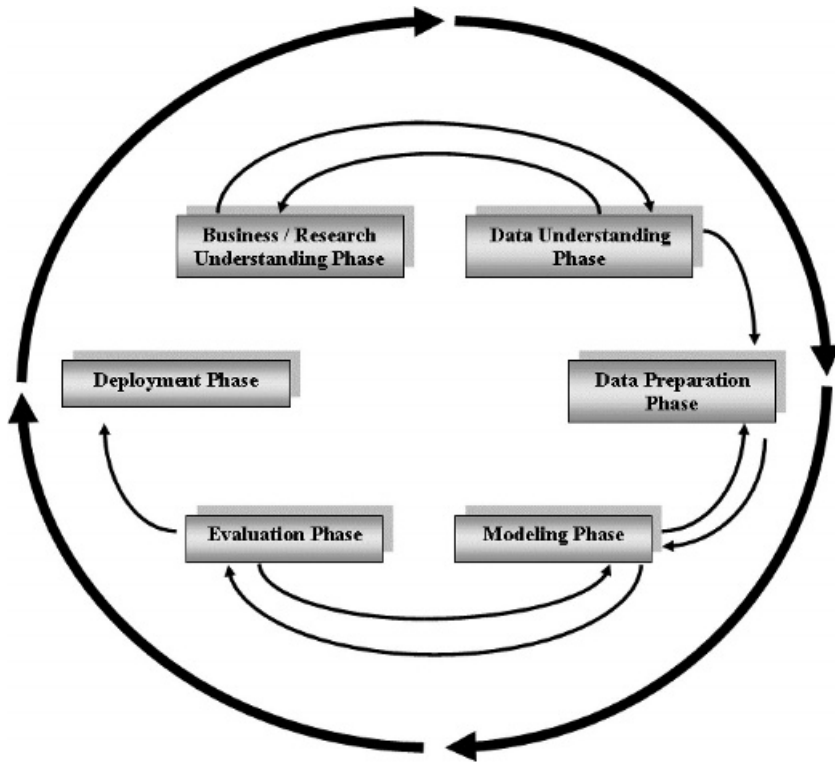 Business / Research
Understanding Phase
Data Understanding
Phase
Deployment Phase
Data Preparation
Phase
Evaluation Phase
Modeling Phase